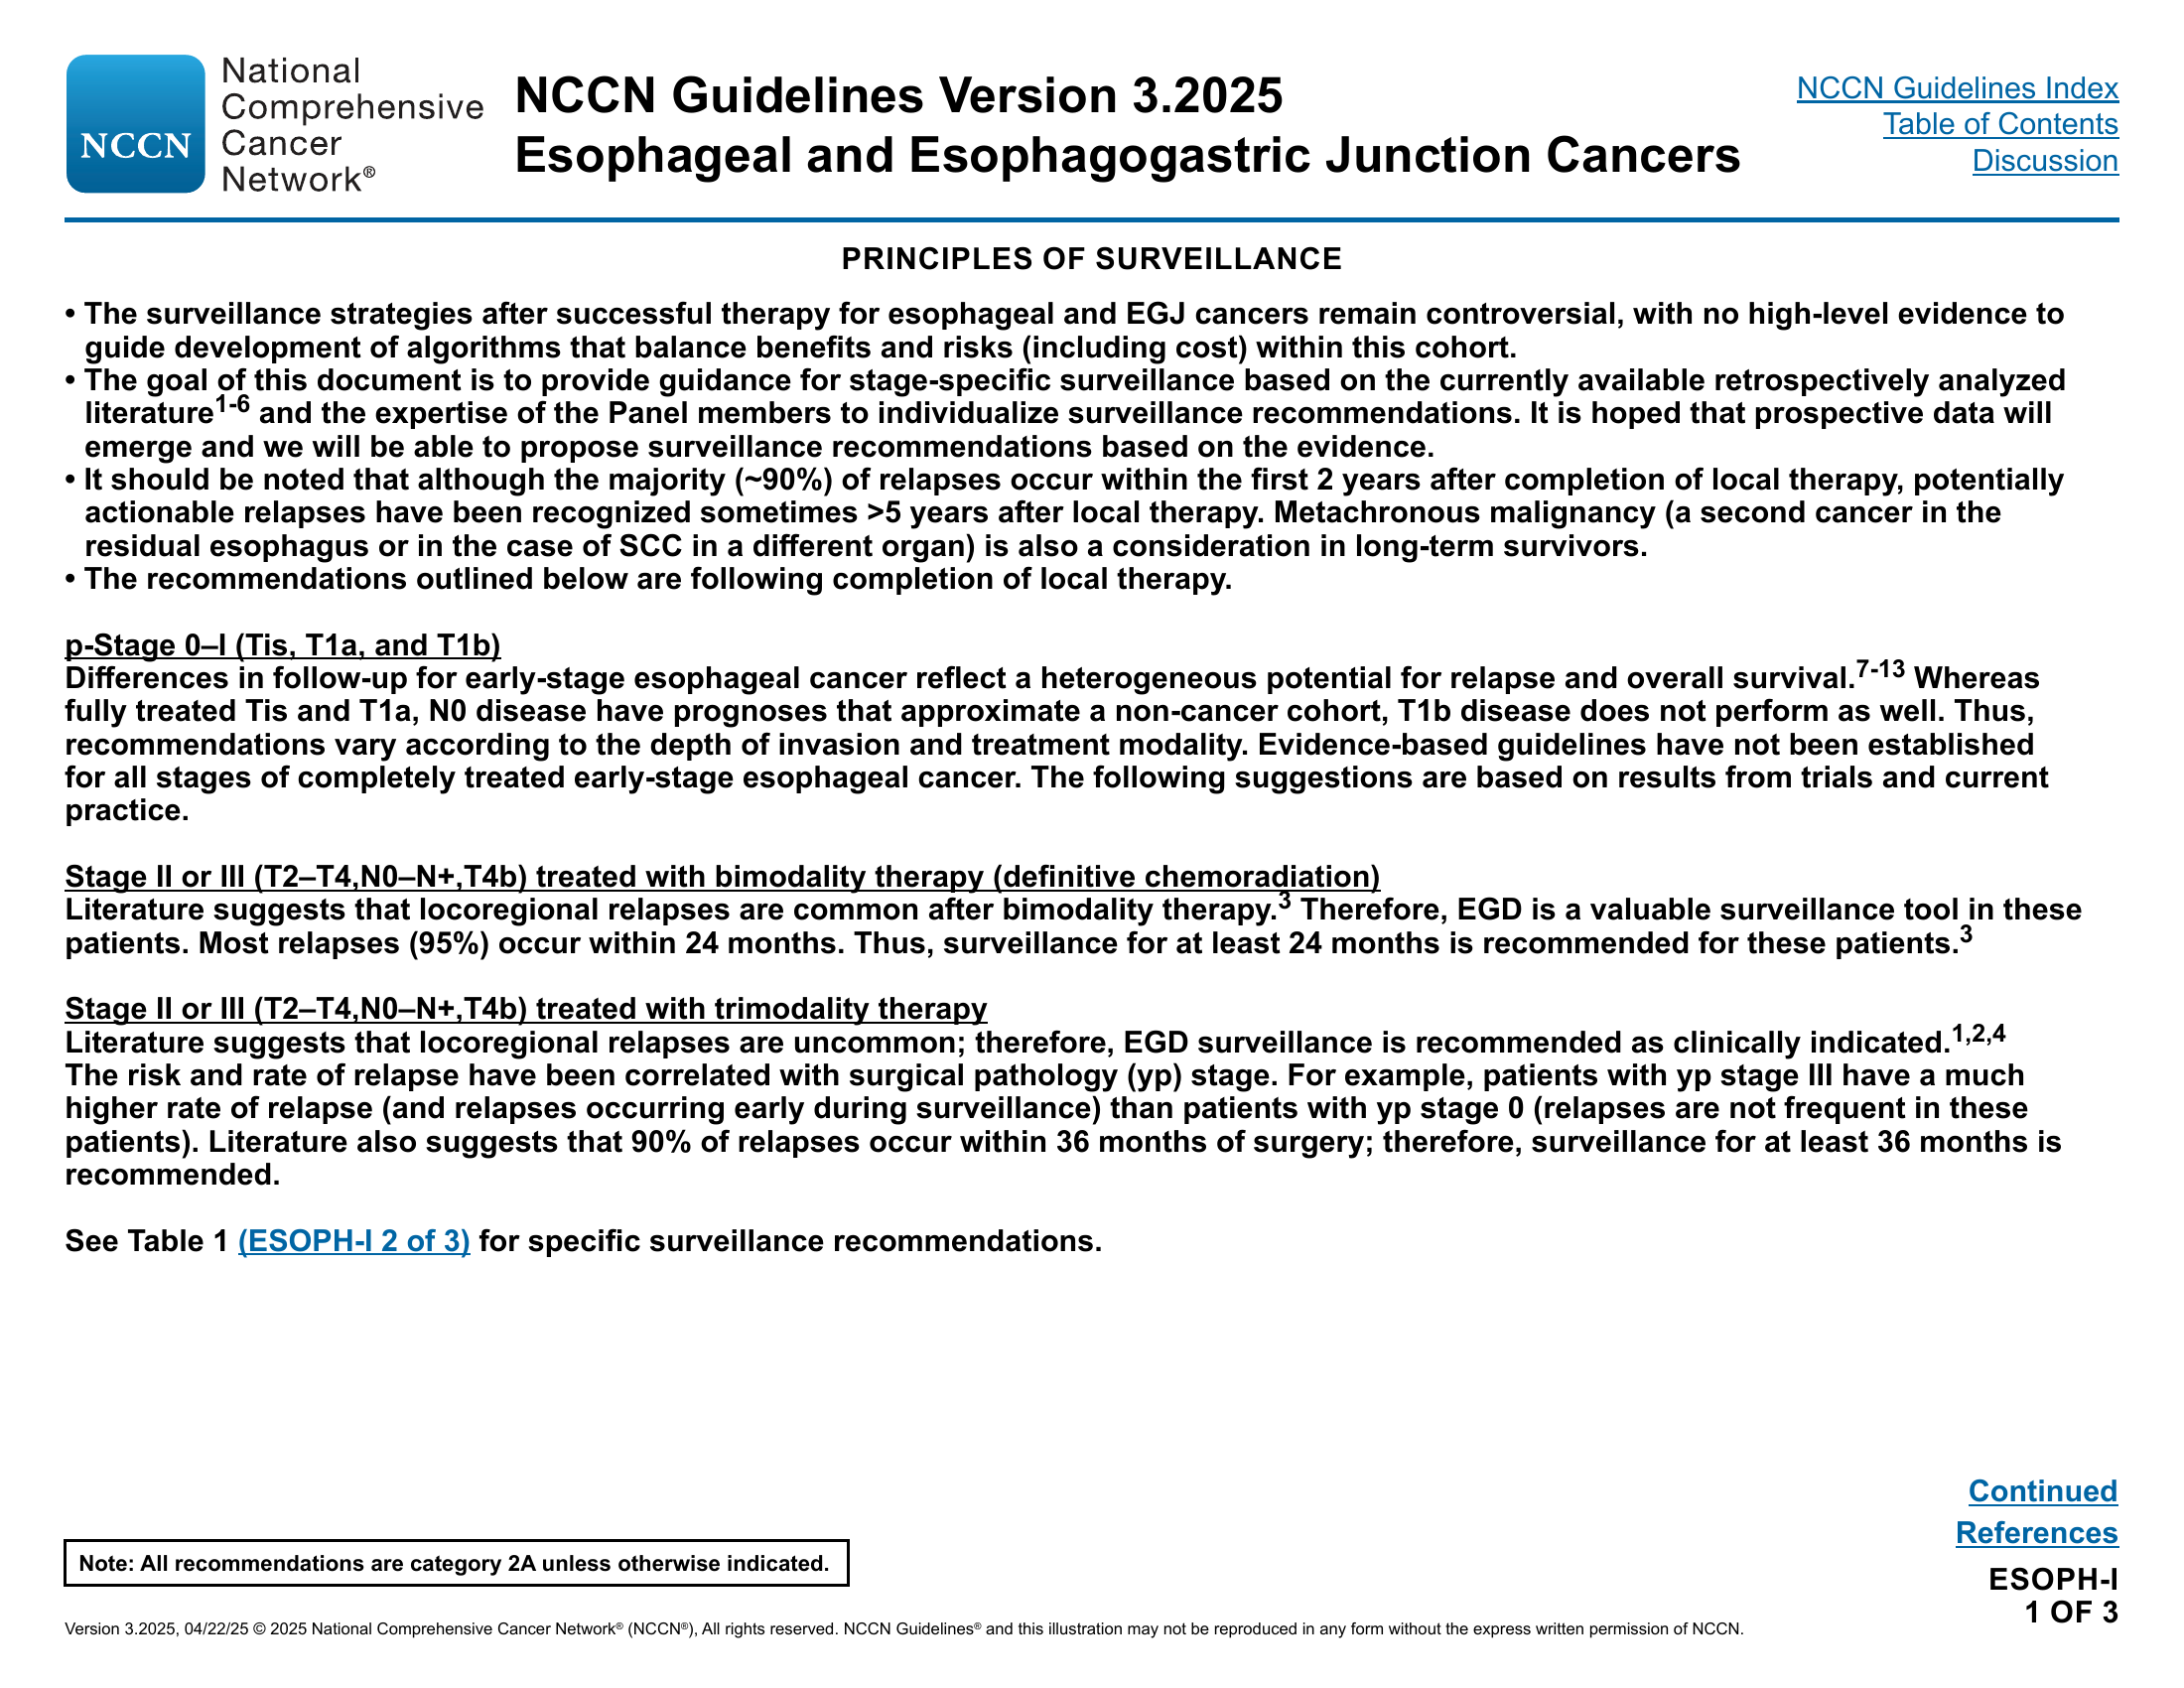 National
Comprehensive
NCCN Cancer
Network®
NCCN Guidelines Version 3.2025
Esophageal and Esophagogastric Junction Cancers
NCCN Guidelines Index
Table of Contents
Discussion
PRINCIPLES OF SURVEILLANCE
• The surveillance strategies after successful therapy for esophageal and EGJ cancers remain controversial, with no high-level evidence to
guide development of algorithms that balance benefits and risks (including cost) within this cohort.
• The goal of this document is to provide guidance for stage-specific surveillance based on the currently available retrospectively analyzed
literature1-6 and the expertise of the Panel members to individualize surveillance recommendations. It is hoped that prospective data will
emerge and we will be able to propose surveillance recommendations based on the evidence.
• It should be noted that although the majority (~90%) of relapses occur within the first 2 years after completion of local therapy, potentially
actionable relapses have been recognized sometimes >5 years after local therapy. Metachronous malignancy (a second cancer in the
residual esophagus or in the case of SCC in a different organ) is also a consideration in long-term survivors.
• The recommendations outlined below are following completion of local therapy.
p-Stage 0–I (Tis, T1a, and T1b)
Differences in follow-up for early-stage esophageal cancer reflect a heterogeneous potential for relapse and overall survival.7-13 Whereas
fully treated Tis and T1a, N0 disease have prognoses that approximate a non-cancer cohort, T1b disease does not perform as well. Thus,
recommendations vary according to the depth of invasion and treatment modality. Evidence-based guidelines have not been established
for all stages of completely treated early-stage esophageal cancer. The following suggestions are based on results from trials and current
practice.
Stage II or III (T2–T4,N0–N+,T4b) treated with bimodality therapy (definitive chemoradiation)
Literature suggests that locoregional relapses are common after bimodality therapy.3 Therefore, EGD is a valuable surveillance tool in these
patients. Most relapses (95%) occur within 24 months. Thus, surveillance for at least 24 months is recommended for these patients.3
Stage II or III (T2–T4,N0–N+,T4b) treated with trimodality therapy
Literature suggests that locoregional relapses are uncommon; therefore, EGD surveillance is recommended as clinically indicated.1,2,4
The risk and rate of relapse have been correlated with surgical pathology (yp) stage. For example, patients with yp stage III have a much
higher rate of relapse (and relapses occurring early during surveillance) than patients with yp stage 0 (relapses are not frequent in these
patients). Literature also suggests that 90% of relapses occur within 36 months of surgery; therefore, surveillance for at least 36 months is
recommended.
See Table 1 (ESOPH-I 2 of 3) for specific surveillance recommendations.
Continued
References
Note: All recommendations are category 2A unless otherwise indicated.
ESOPH-I
1 OF 3
Version 3.2025, 04/22/25 © 2025 National Comprehensive Cancer Network® (NCCN®), All rights reserved. NCCN Guidelines® and this illustration may not be reproduced in any form without the express written permission of NCCN.